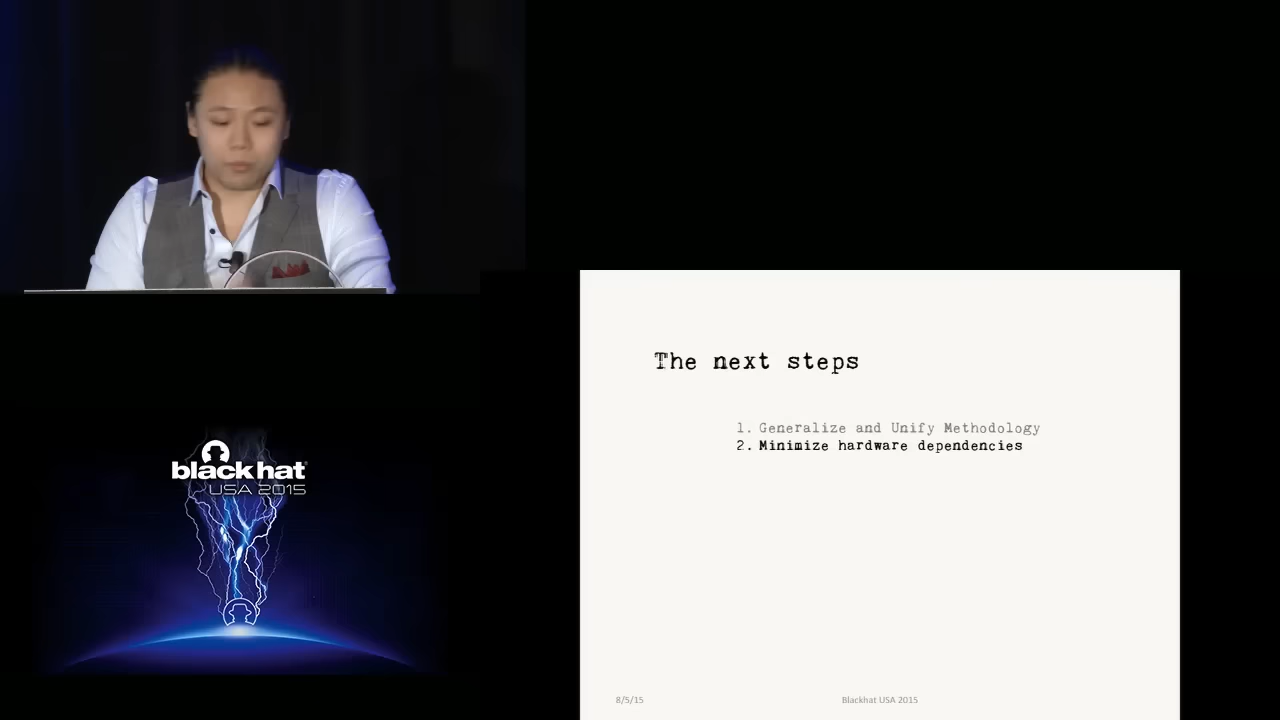 The next steps
1. Generalize and Unify Methodology
2. Minimize hardware dependencies
black hat
USA 2015
8/5/15
Blackhat USA 2015